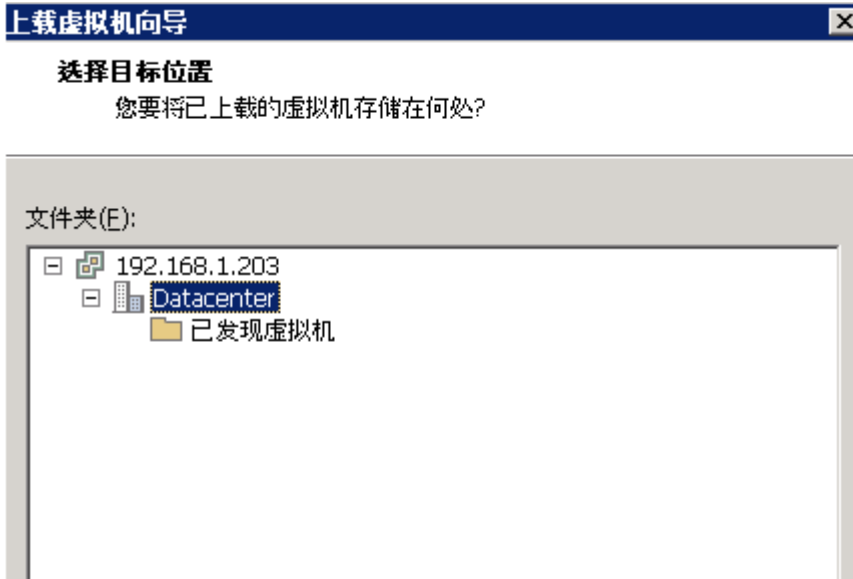 上载虚拟机向导
选择目标位置
您要将已上载的虚拟机存储在何处?
文件夹(F):
192.168.1.203
Datacenter
已发现虚拟机